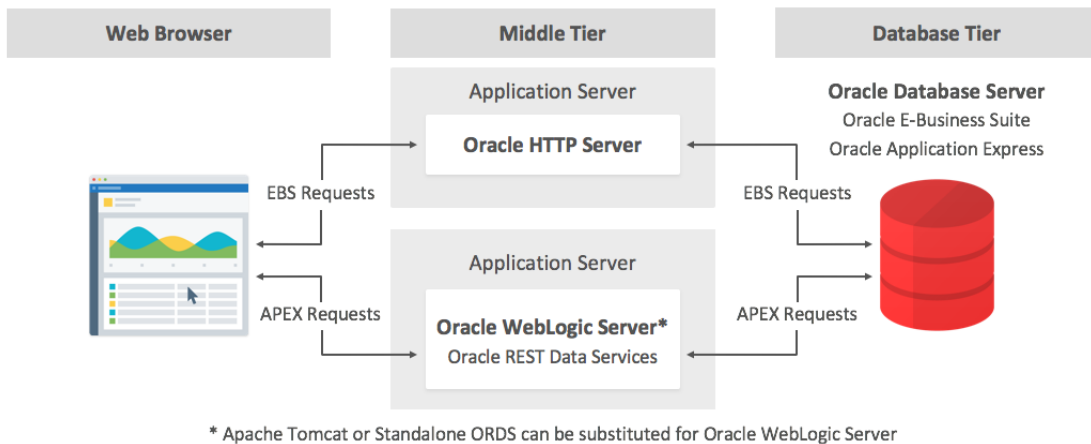 Web Browser
Middle Tier
Database Tier
Application Server
Oracle HTTP Server
Oracle Database Server
Oracle E-Business Suite
Oracle Application Express
EBS Requests
EBS Requests
Application Server
APEX Requests
Oracle WebLogic Server*
Oracle REST Data Services
APEX Requests
* Apache Tomcat or Standalone ORDS can be substituted for Oracle WebLogic Server